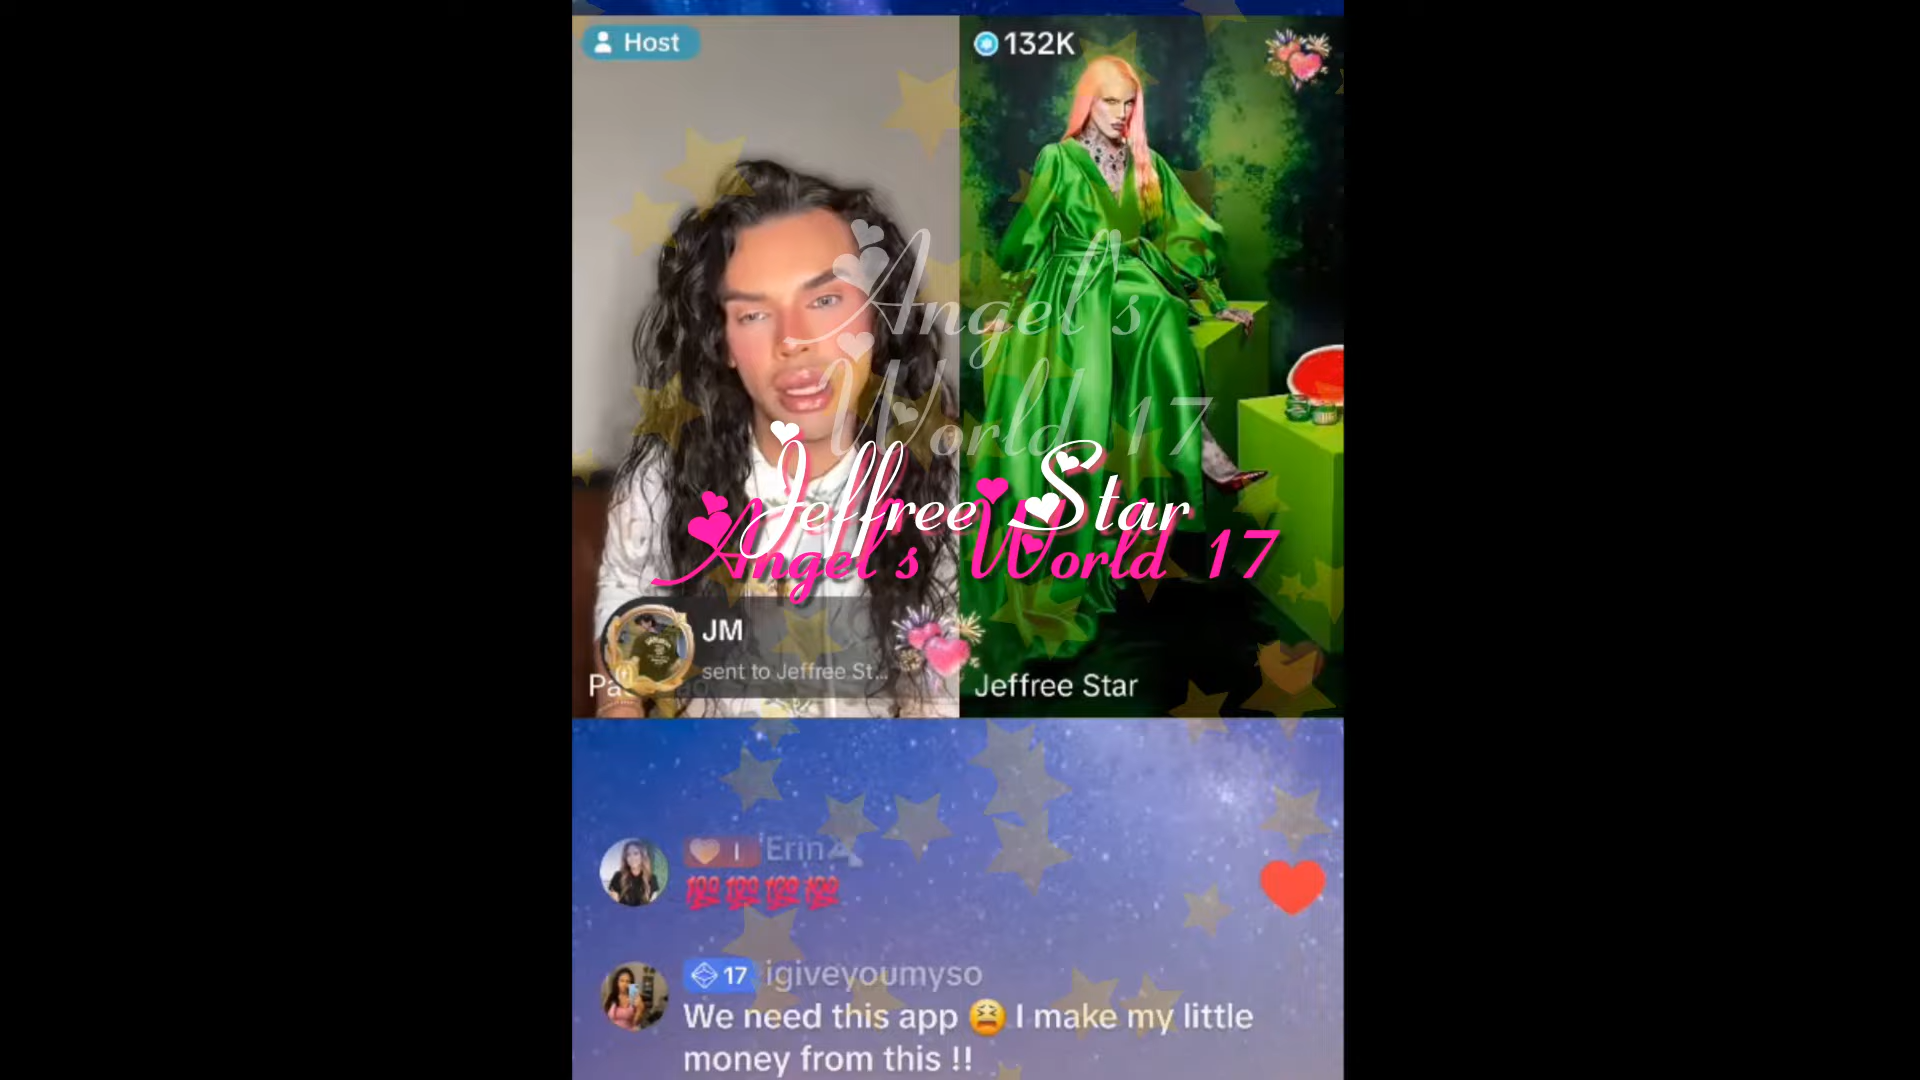 Host
132K
Angel's
World 17
Jeffree Star
Angel's World 17
JM
sent to Jeffree St...
Jeffree Star
Erin
💯💯💯💯
17 igiveyoumyso
We need this app 😫 I make my little
money from this !!